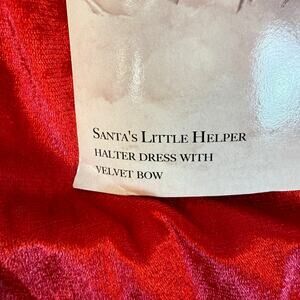 Santa's Little Helper
halter dress with
velvet bow